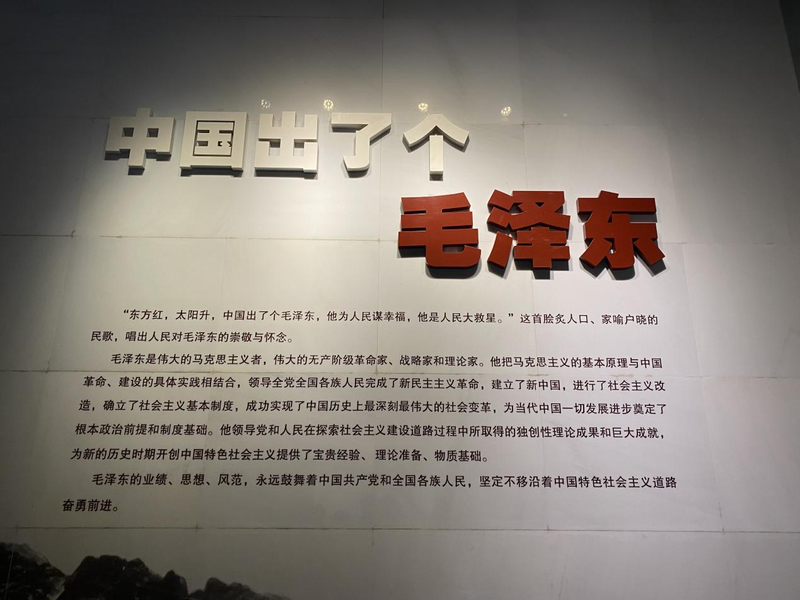 中国出了个
毛泽东
“东方红，太阳升，中国出了个毛泽东，他为人民谋幸福，他是人民大救星。”这首脍炙人口、家喻户晓的
民歌，唱出人民对毛泽东的崇敬与怀念。
毛泽东是伟大的马克思主义者，伟大的无产阶级革命家、战略家和理论家。他把马克思主义的基本原理与中国
革命、建设的具体实践相结合，领导全党全国各族人民完成了新民主主义革命，建立了新中国，进行了社会主义改
造，确立了社会主义基本制度，成功实现了中国历史上最深刻最伟大的社会变革，为当代中国一切发展进步奠定了
根本政治前提和制度基础。他领导党和人民在探索社会主义建设道路过程中所取得的独创性理论成果和巨大成就，
为新的历史时期开创中国特色社会主义提供了宝贵经验、理论准备、物质基础。
毛泽东的业绩、思想、风范，永远鼓舞着中国共产党和全国各族人民，坚定不移沿着中国特色社会主义道路
奋勇前进。